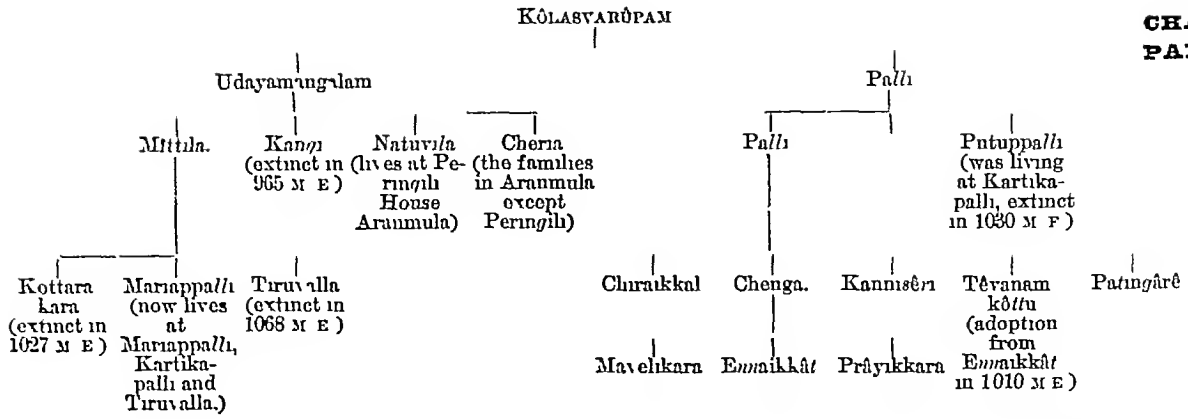 KÔLASVARÛPAM
CHA
PAR
Udayamangalam
Palli
Mîttila.
Kangi
(extinct in
965 M E)
Natuvila
(lives at Pe-
ringili
House
Aranmula)
Cheria
(the families
in Aranmula
except
Peringili)
Palli
Putuppalli
(was living
at Kartika-
palli, extinct
in 1030 M E)
Kottara
kara
(extinct in
1027 M E)
Mariappalli
(now lives
at
Mariappalli,
Kartika-
palli and
Tiruvalla.)
Tiruvalla
(extinct in
1068 M E)
Chiraikkal
Chenga.
Kannisêri
Têvanam
kôttu
(adoption
from
Ennaikkât
in 1010 M E)
Patingârê
Mavelikara
Ennaikkât
Prâyikkara